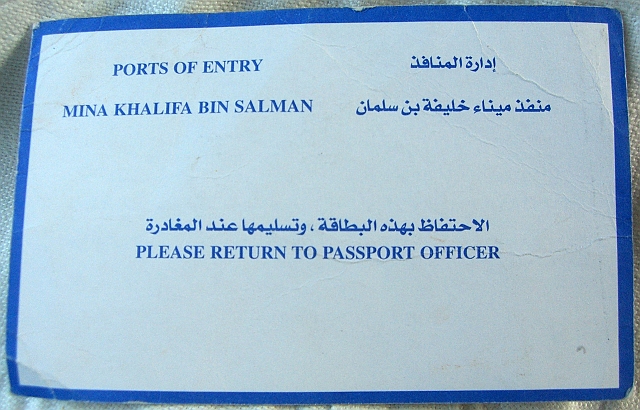 PORTS OF ENTRY
إدارة المنافذ
MINA KHALIFA BIN SALMAN
منفذ ميناء خليفة بن سلمان
الاحتفاظ بهذه البطاقة ، وتسليمها عند المغادرة
PLEASE RETURN TO PASSPORT OFFICER